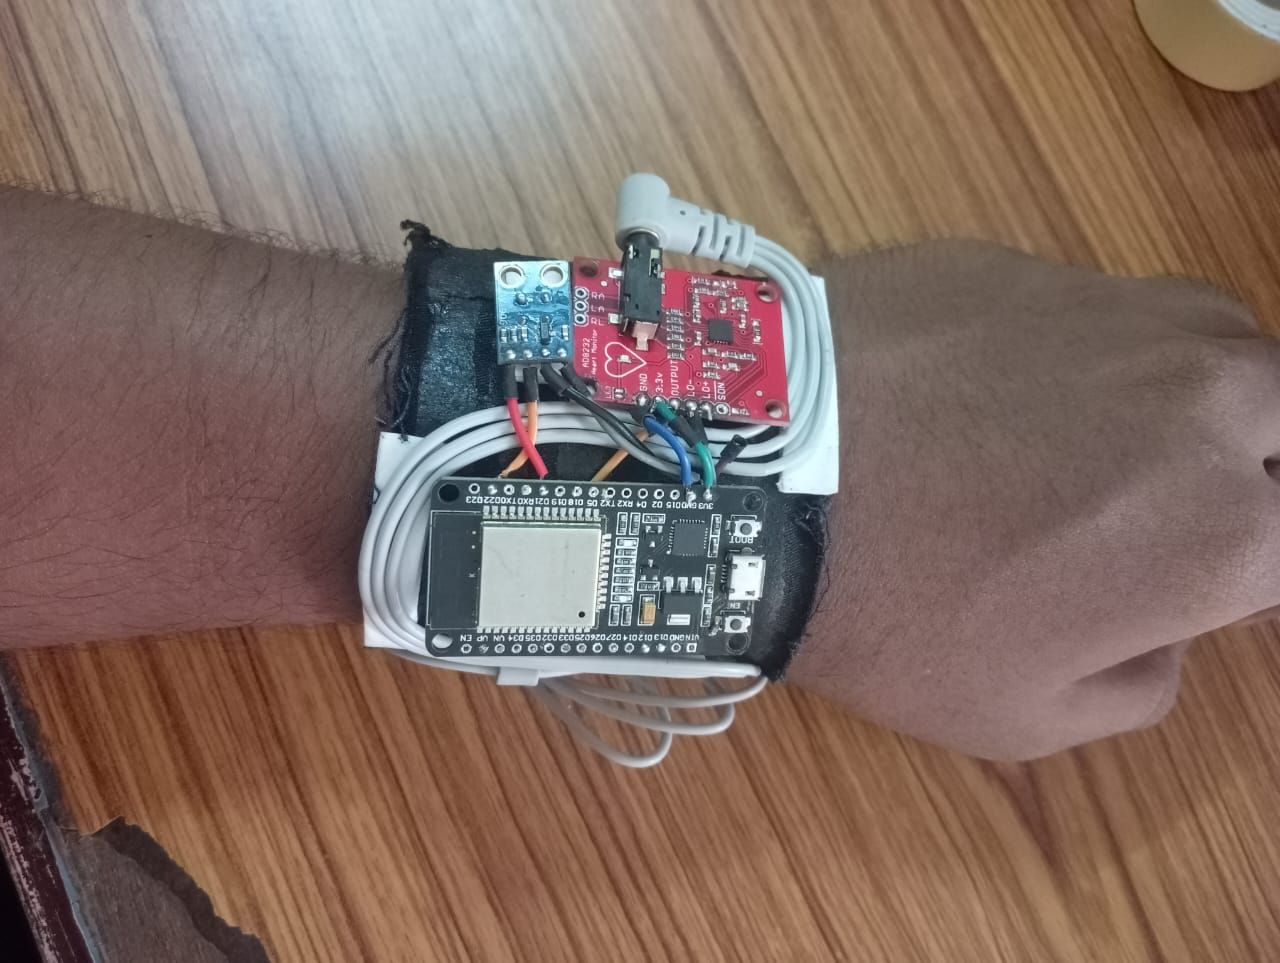 RA
LA
RL
AD8232
Heart Monitor
GND
3.3v
OUTPUT
LO-
LO+
SDN
D23 D22 TX0 RX0 D21 D19 D18 D5 TX2 RX2 D4 D2 D15 GND 3V3
BOOT
EN
EN VP VN D34 D35 D32 D33 D25 D26 D27 D14 D12 D13 GND VIN